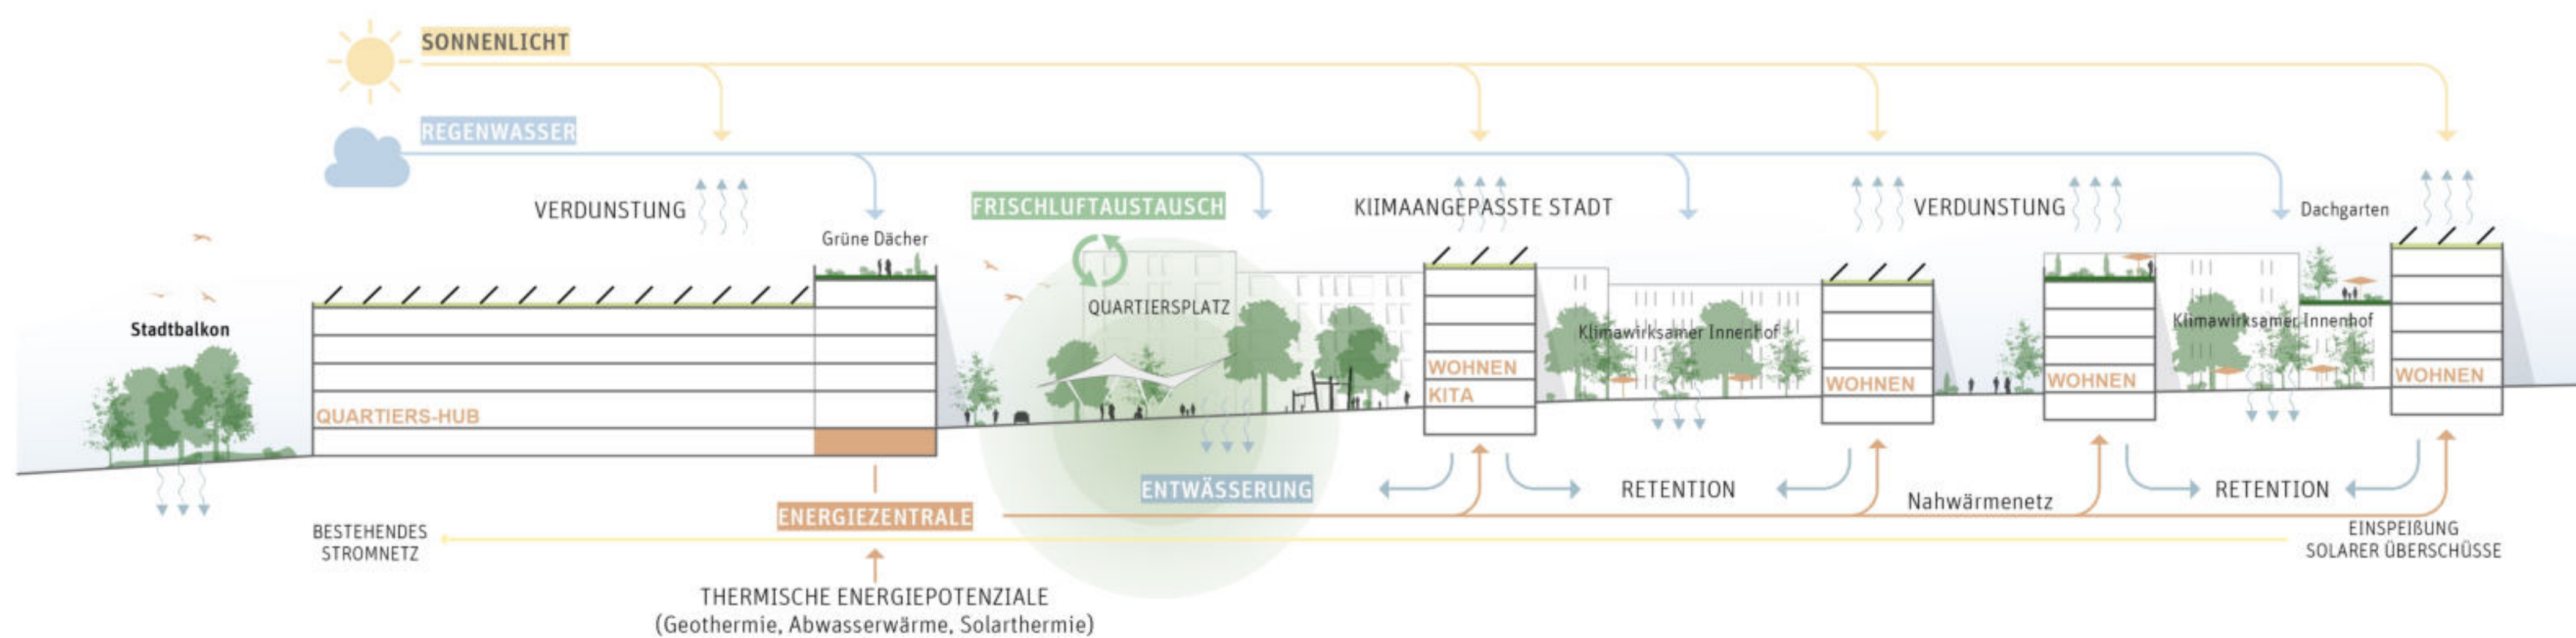 SONNENLICHT
REGENWASSER
VERDUNSTUNG
FRISCHLUFTAUSTAUSCH
KlIMAANGEPASSTE STADT
VERDUNSTUNG
Dachgarten
Grüne Dächer
Stadtbalkon
QUARTIERSPLATZ
Klimawirksamer Innenhof
Klimawirksamer Innenhof
QUARTIERS-HUB
WOHNEN
KITA
WOHNEN
WOHNEN
WOHNEN
ENTWÄSSERUNG
RETENTION
RETENTION
Nahwärmenetz
ENERGIEZENTRALE
BESTEHENDES
STROMNETZ
EINSPEIßUNG
SOLARER ÜBERSCHÜSSE
THERMISCHE ENERGIEPOTENZIALE
(Geothermie, Abwasserwärme, Solarthermie)